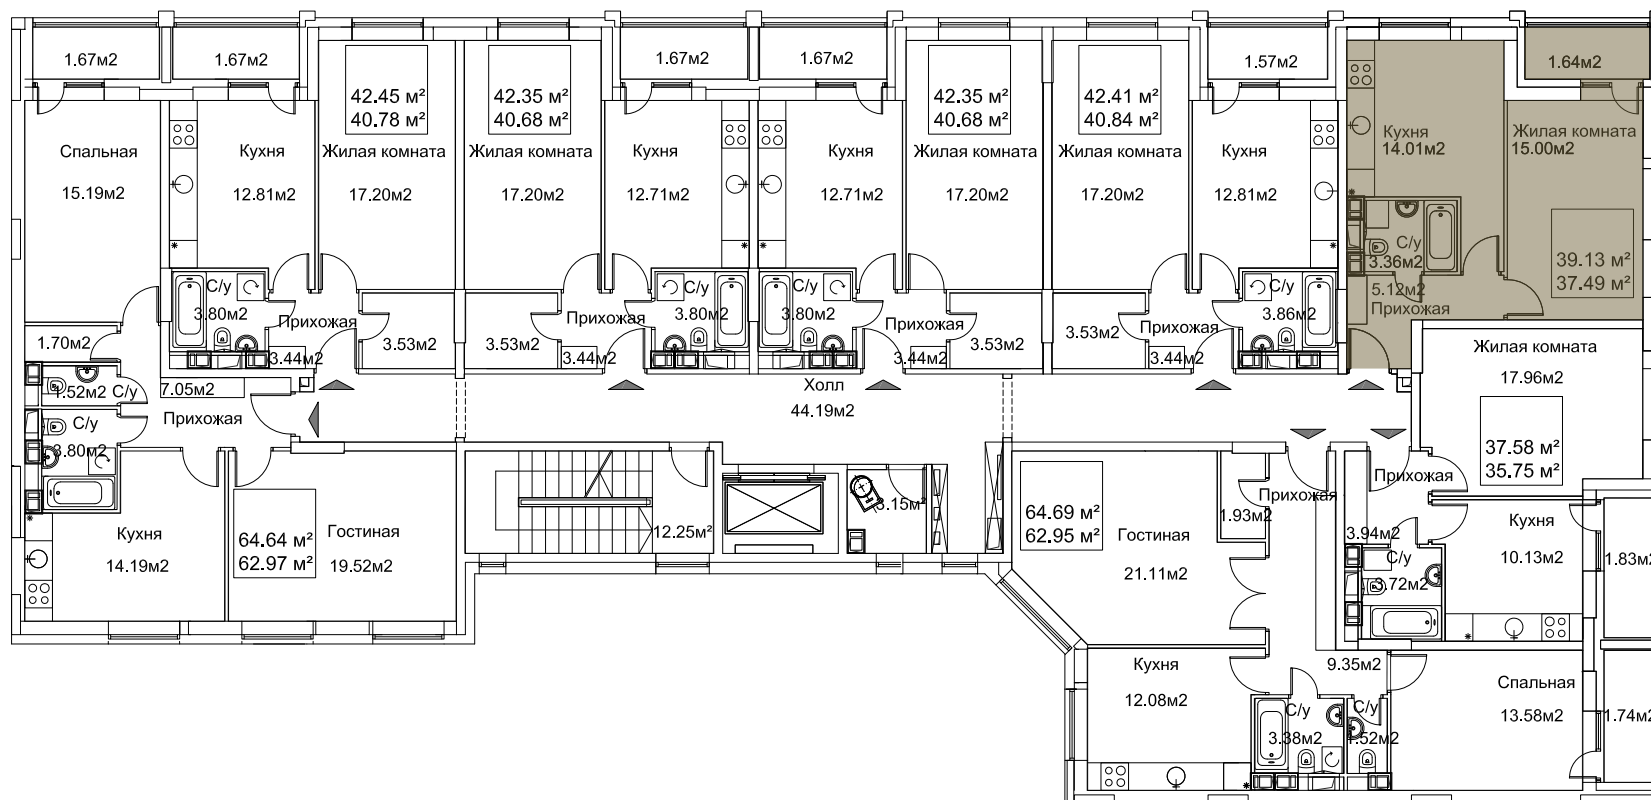 1.67м2
1.67м2
42.45 м²
40.78 м²
42.35 м²
40.68 м²
1.67м2
1.67м2
42.35 м²
40.68 м²
42.41 м²
40.84 м²
1.57м2
1.64м2
Спальная
15.19м2
Кухня
12.81м2
Жилая комната
17.20м2
Жилая комната
17.20м2
Кухня
12.71м2
Кухня
12.71м2
Жилая комната
17.20м2
Жилая комната
17.20м2
Кухня
12.81м2
Кухня
14.01м2
Жилая комната
15.00м2
С/у
3.36м2
39.13 м²
37.49 м²
5.12м2
Прихожая
С/у
3.80м2
Прихожая
3.44м2
3.53м2
3.53м2
Прихожая
3.44м2
С/у
3.80м2
С/у
3.80м2
Прихожая
3.44м2
3.53м2
3.53м2
Прихожая
3.44м2
С/у
3.86м2
1.70м2
1.52м2
С/у
7.05м2
Прихожая
С/у
3.80м2
Холл
44.19м2
Жилая комната
17.96м2
37.58 м²
35.75 м²
Кухня
14.19м2
64.64 м²
62.97 м²
Гостиная
19.52м2
12.25м²
3.15м²
64.69 м²
62.95 м²
Гостиная
21.11м2
1.93м2
Прихожая
Прихожая
3.94м2
С/у
3.72м2
Кухня
10.13м2
1.83м2
Кухня
12.08м2
9.35м2
С/у
3.38м2
С/у
1.52м2
Спальная
13.58м2
1.74м2